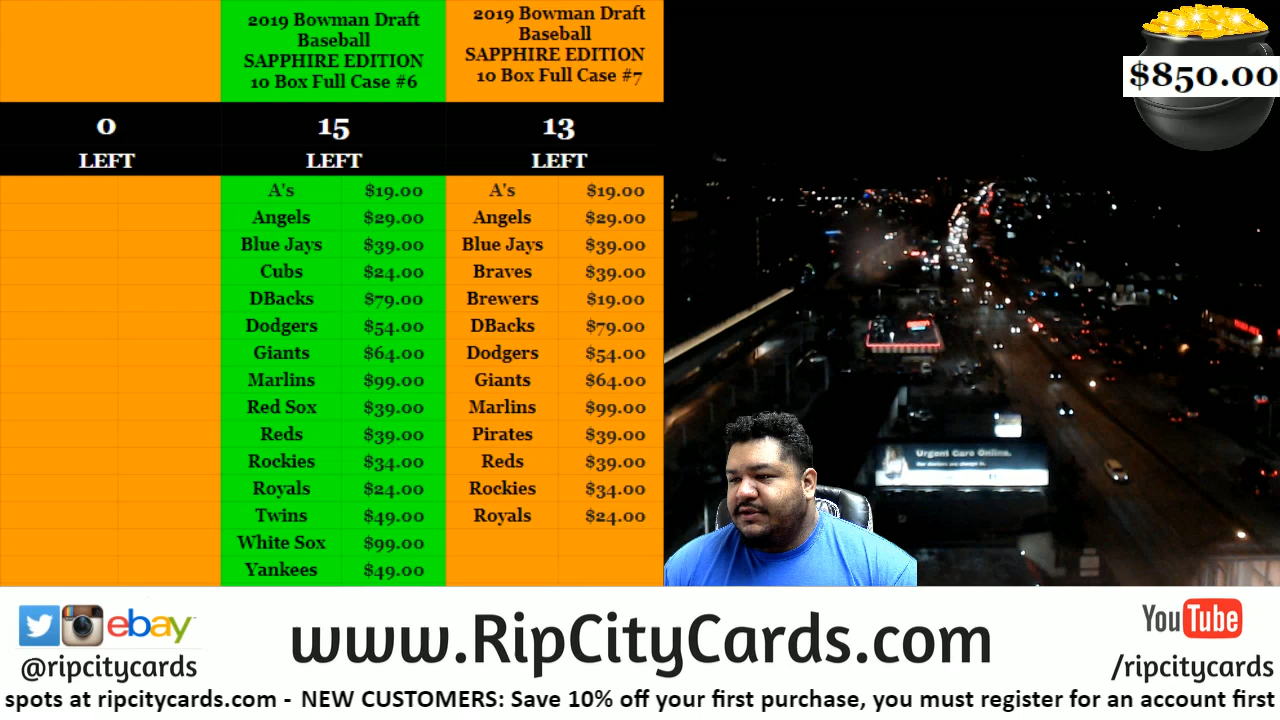 2019 Bowman Draft
Baseball
SAPPHIRE EDITION
10 Box Full Case #6
2019 Bowman Draft
Baseball
SAPPHIRE EDITION
10 Box Full Case #7
$850.00
0 15 13
LEFT LEFT LEFT
A's $19.00 A's $19.00
Angels $29.00 Angels $29.00
Blue Jays $39.00 Blue Jays $39.00
Cubs $24.00 Braves $39.00
DBacks $79.00 Brewers $19.00
Dodgers $54.00 DBacks $79.00
Giants $64.00 Dodgers $54.00
Marlins $99.00 Giants $64.00
Red Sox $39.00 Marlins $99.00
Reds $39.00 Pirates $39.00
Rockies $34.00 Reds $39.00
Royals $24.00 Rockies $34.00
Twins $49.00 Royals $24.00
White Sox $99.00
Yankees $49.00
Urgent Care Online.
ebay
@ripcitycards
www.RipCityCards.com
YouTube
/ripcitycards
spots at ripcitycards.com - NEW CUSTOMERS: Save 10% off your first purchase, you must register for an account first